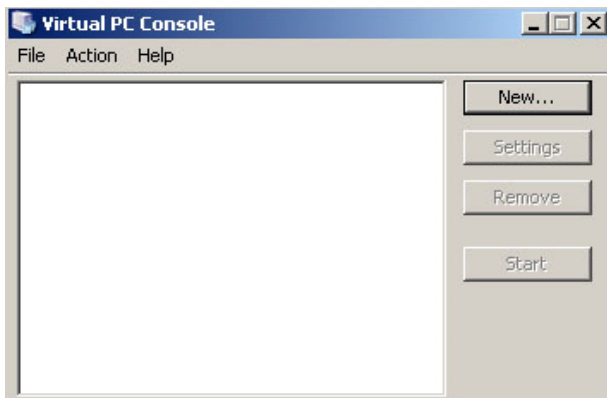 Virtual PC Console
File Action Help
New...
Settings
Remove
Start